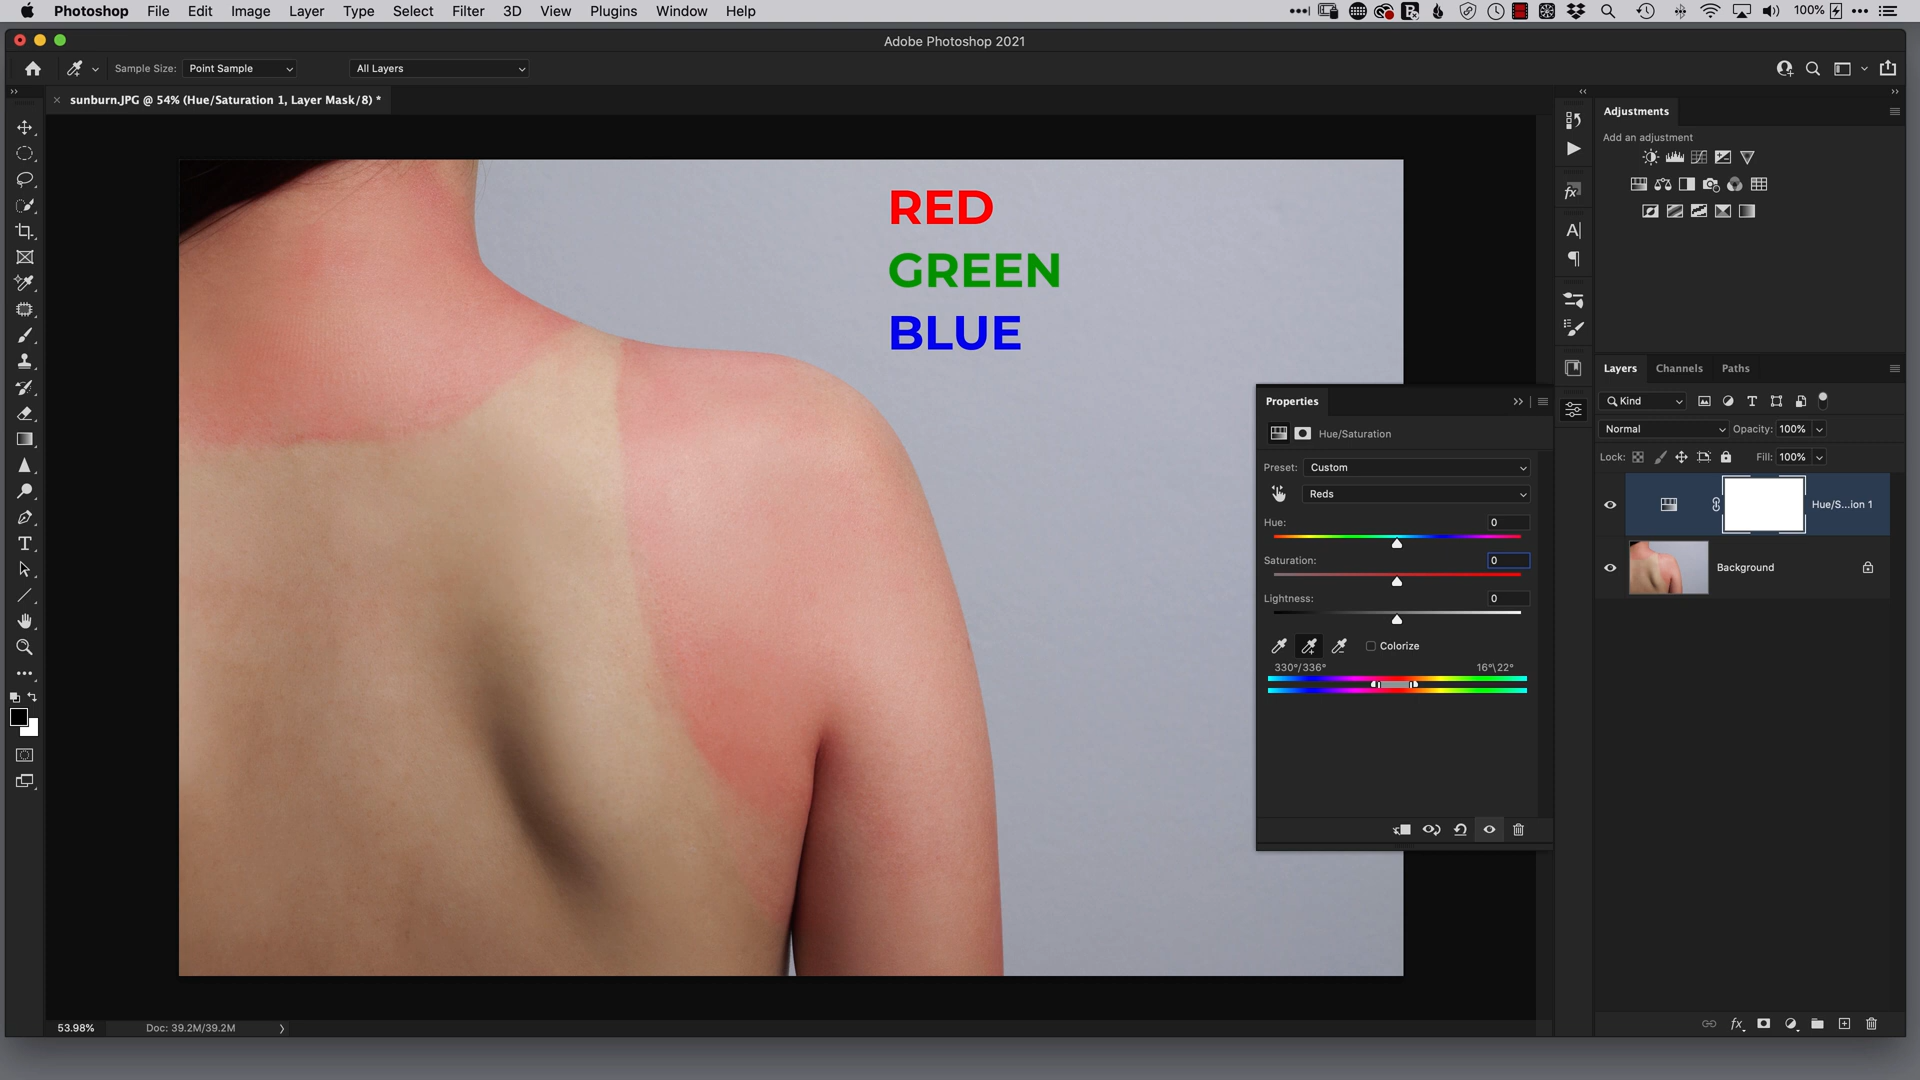 Photoshop File Edit Image Layer Type Select Filter 3D View Plugins Window Help 100%
Adobe Photoshop 2021
Sample Size: Point Sample All Layers
sunburn.JPG @ 54% (Hue/Saturation 1, Layer Mask/8) *
Adjustments
Add an adjustment
RED
GREEN
BLUE
Layers Channels Paths
Kind
Normal Opacity: 100%
Lock: Fill: 100%
Hue/S...ion 1
Background
Properties
Hue/Saturation
Preset: Custom
Reds
Hue: 0
Saturation: 0
Lightness: 0
Colorize
330°/336° 16°\22°
53.98% Doc: 39.2M/39.2M